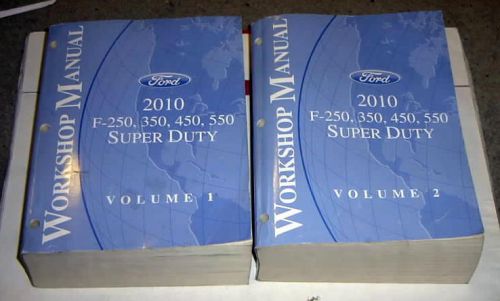 WORKSHOP MANUAL
Ford
2010
F-250, 350, 450, 550
SUPER DUTY
VOLUME 1
WORKSHOP MANUAL
Ford
2010
F-250, 350, 450, 550
SUPER DUTY
VOLUME 2